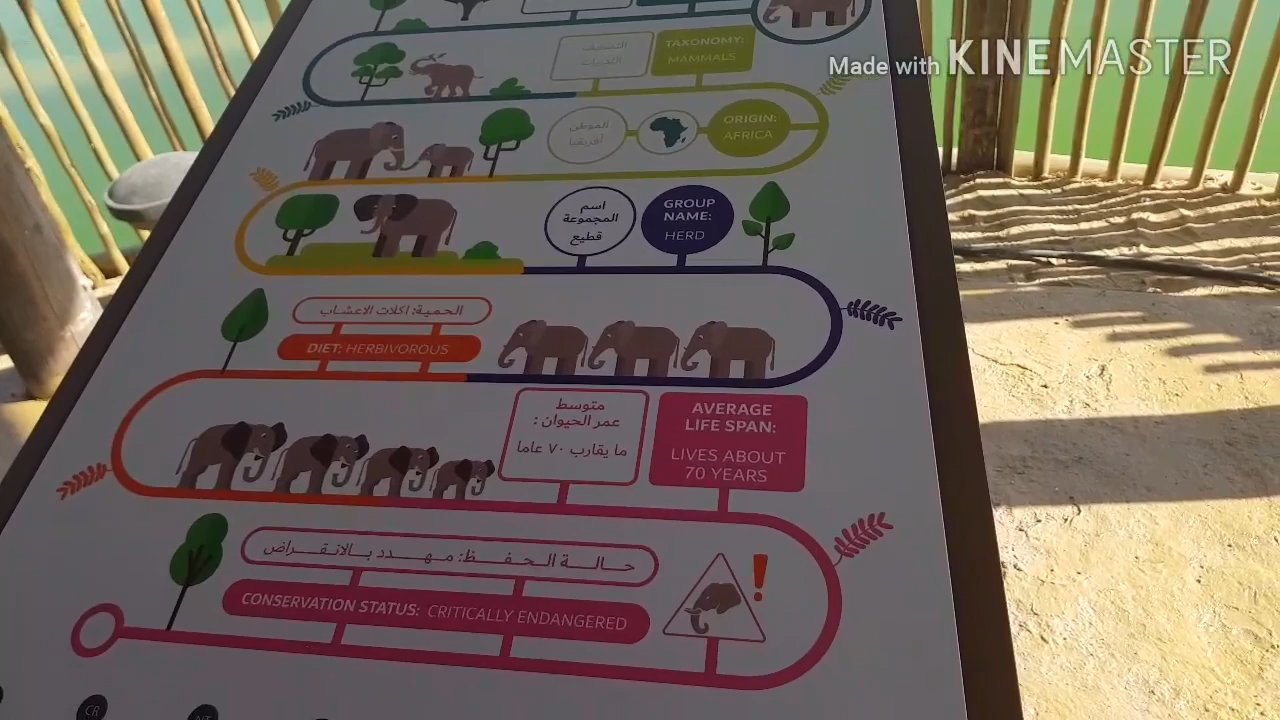 Made with KINEMASTER
التصنيف
الثدييات
TAXONOMY:
MAMMALS
الموطن
أفريقيا
ORIGIN:
AFRICA
اسم
المجموعة
قطيع
GROUP
NAME:
HERD
الحمية: آكلات الاعشاب
DIET: HERBIVOROUS
متوسط
عمر الحيوان :
ما يقارب ٧٠ عاما
AVERAGE
LIFE SPAN:
LIVES ABOUT
70 YEARS
حالة الحفظ: مهدد بالانقراض
CONSERVATION STATUS: CRITICALLY ENDANGERED
!
CR